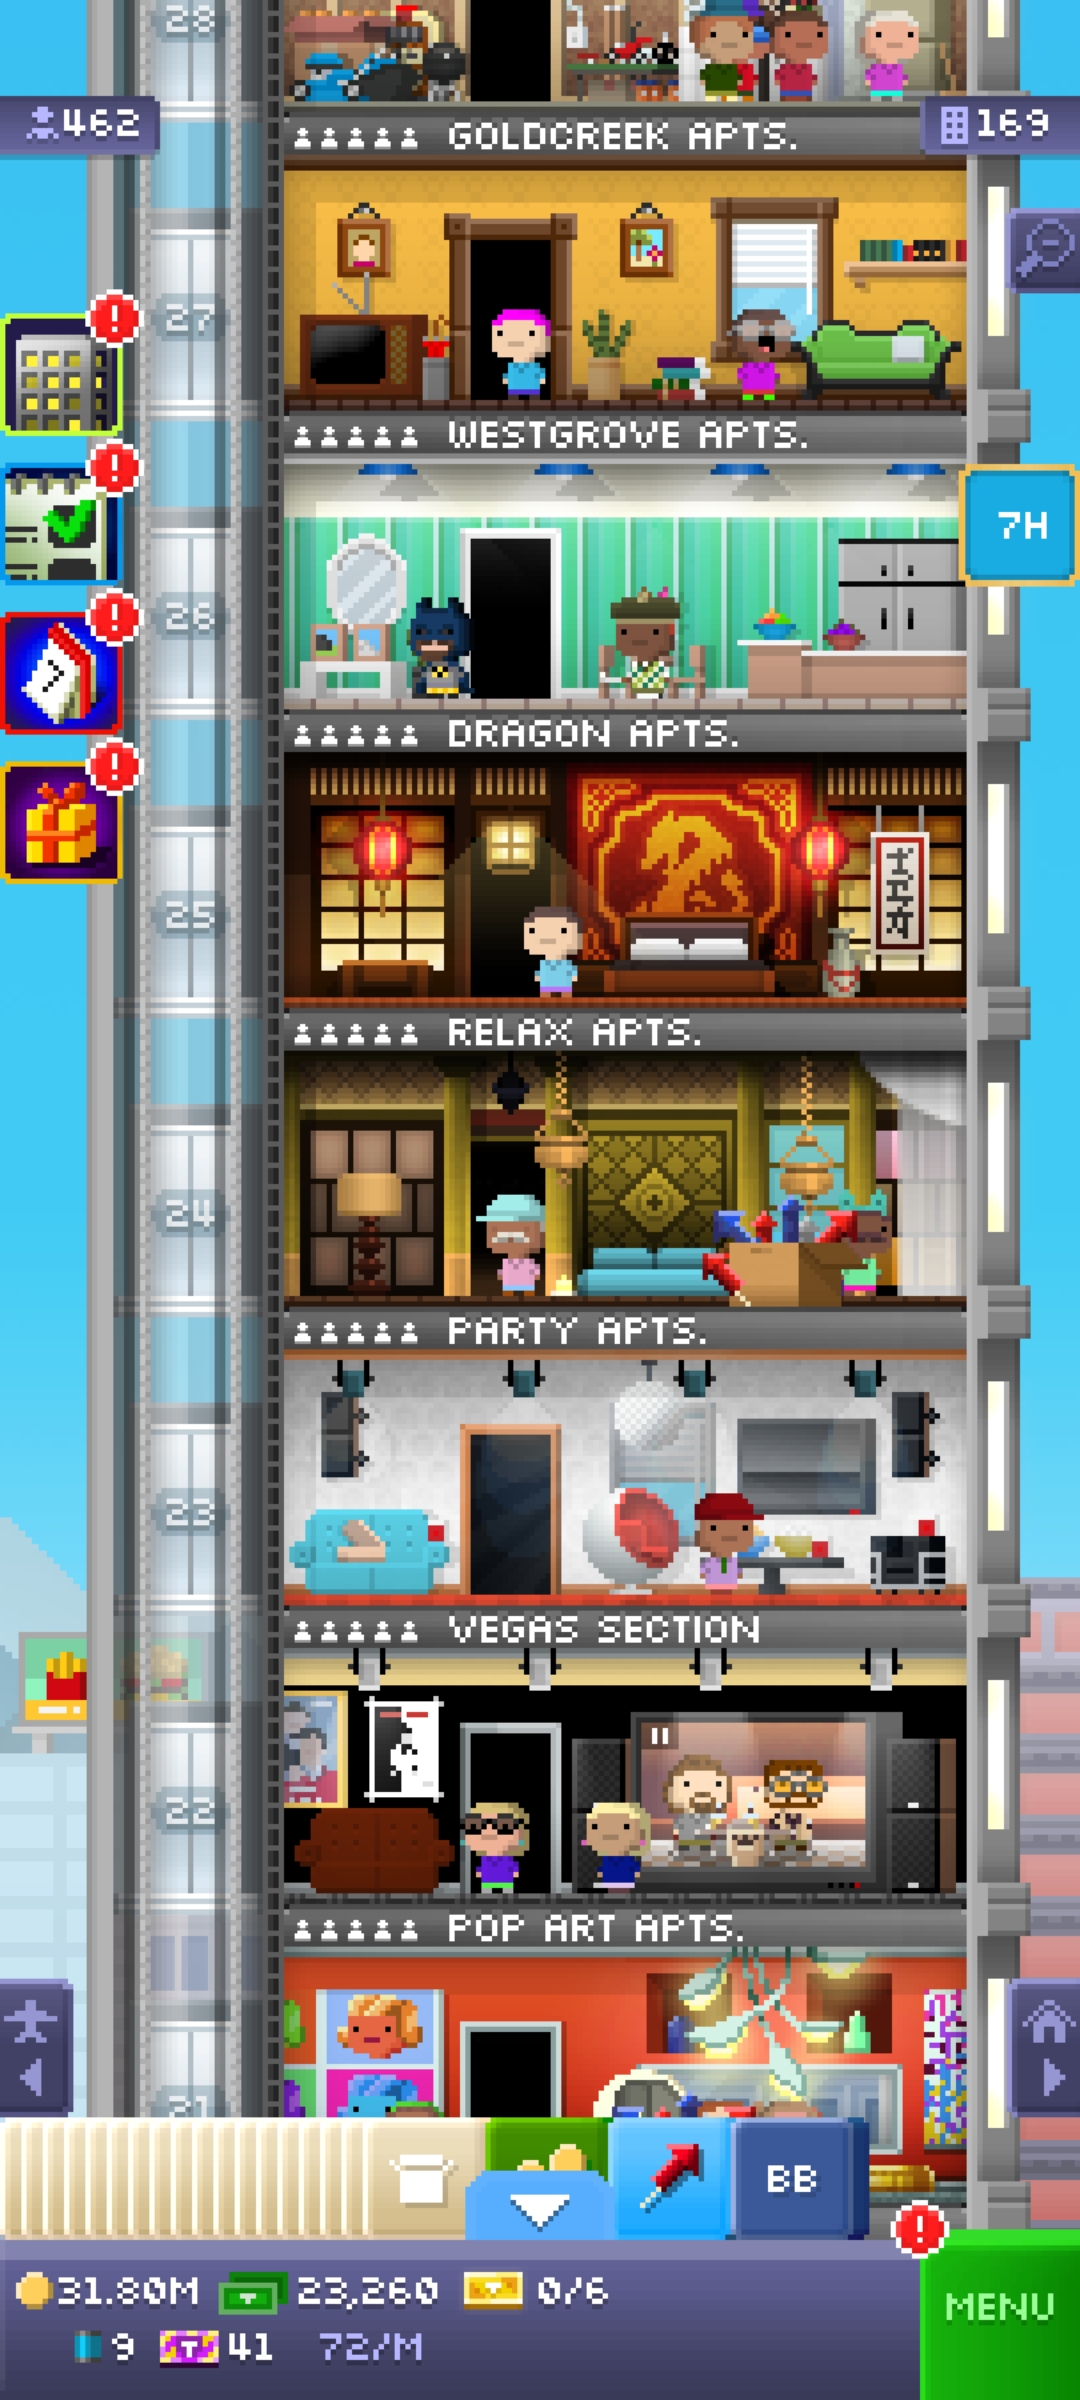 28
462
GOLDCREEK APTS.
169
27
WESTGROVE APTS.
7H
26
DRAGON APTS.
25
RELAX APTS.
24
PARTY APTS.
23
VEGAS SECTION
22
POP ART APTS.
21
BB
31.80M 23,260 0/6
9 41 72/M
MENU